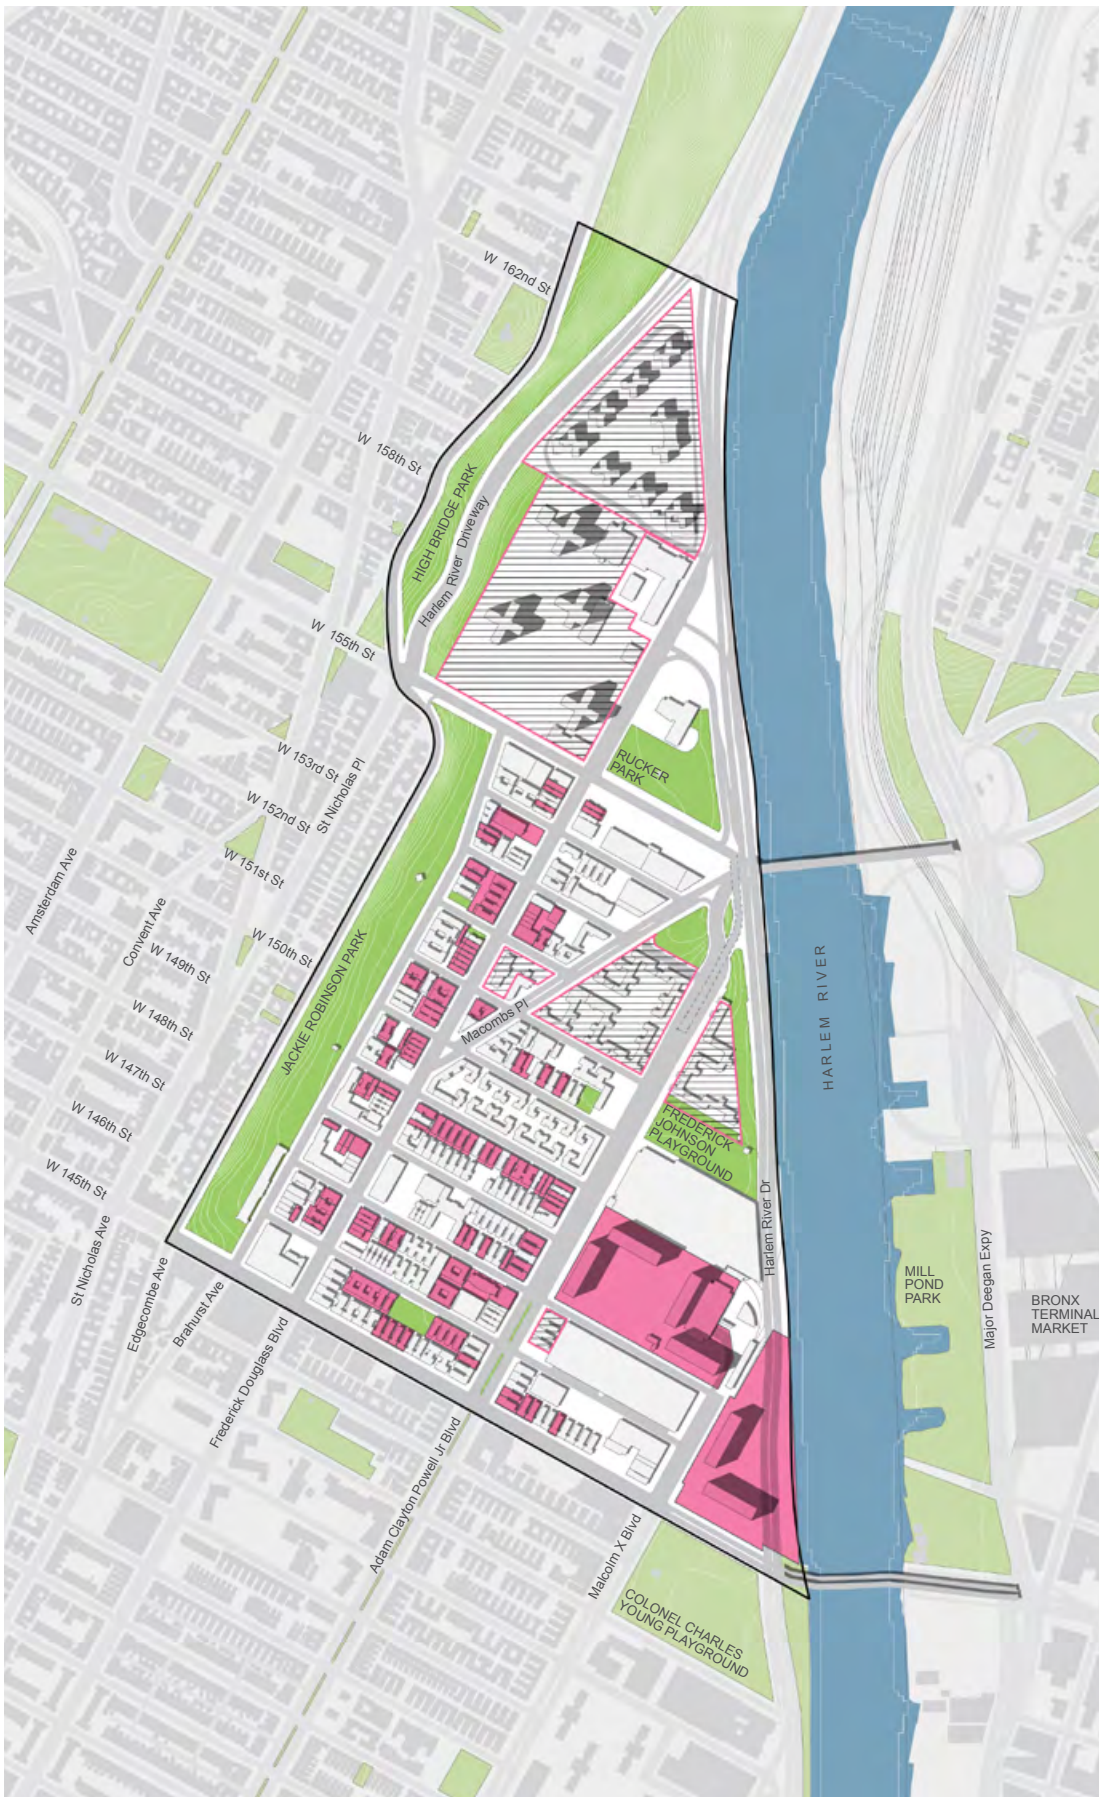 W 162nd St
W 158th St
HIGH BRIDGE PARK
Harlem River Driveway
W 155th St
RUCKER
PARK
W 153rd St
St Nicholas Pl
W 152nd St
W 151st St
Amsterdam Ave
Convent Ave
W 150th St
W 149th St
JACKIE ROBINSON PARK
HARLEM RIVER
W 148th St
Macombs Pl
W 147th St
W 146th St
FREDERICK
JOHNSON
PLAYGROUND
W 145th St
Harlem River Dr
St Nicholas Ave
Edgecombe Ave
Brahurst Ave
Frederick Douglass Blvd
MILL
POND
PARK
Major Deegan Expy
BRONX
TERMINAL
MARKET
Adam Clayton Powell Jr Blvd
Malcolm X Blvd
COLONEL CHARLES
YOUNG PLAYGROUND